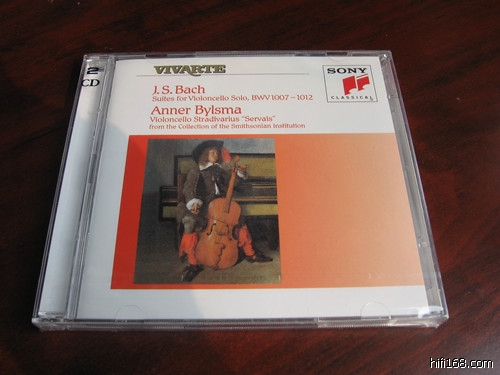 2
CD
VIVARTE
SONY
CLASSICAL
J. S. Bach
Suites for Violoncello Solo, BWV 1007 – 1012
Anner Bylsma
Violoncello Stradivarius "Servais"
from the Collection of the Smithsonian Institution
hifi168.com